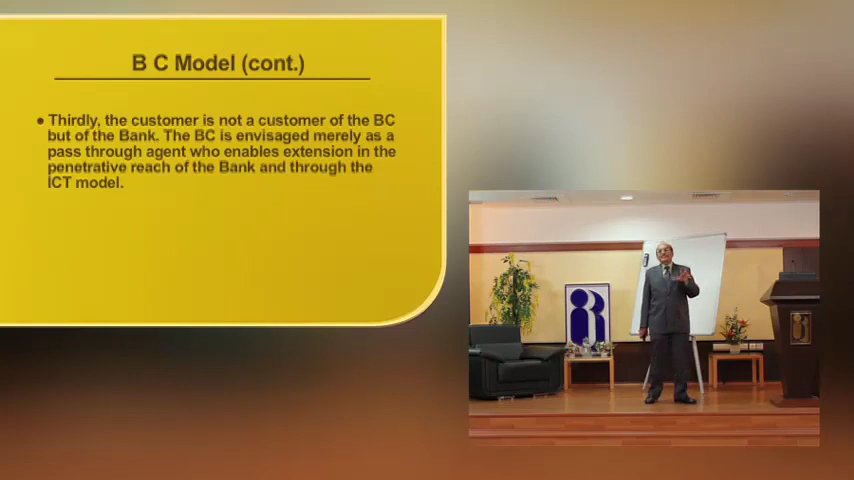 B C Model (cont.)
● Thirdly, the customer is not a customer of the BC
but of the Bank. The BC is envisaged merely as a
pass through agent who enables extension in the
penetrative reach of the Bank and through the
ICT model.